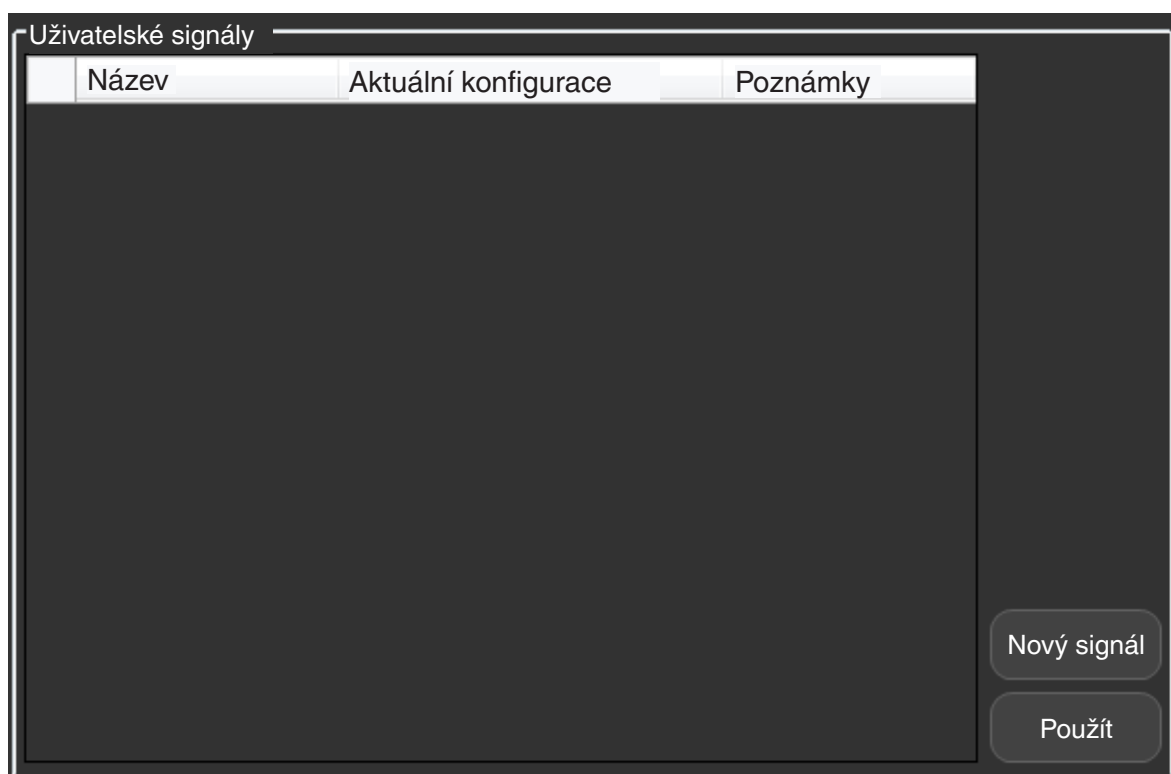 Uživatelské signály
Název Aktuální konfigurace Poznámky
Nový signál
Použít